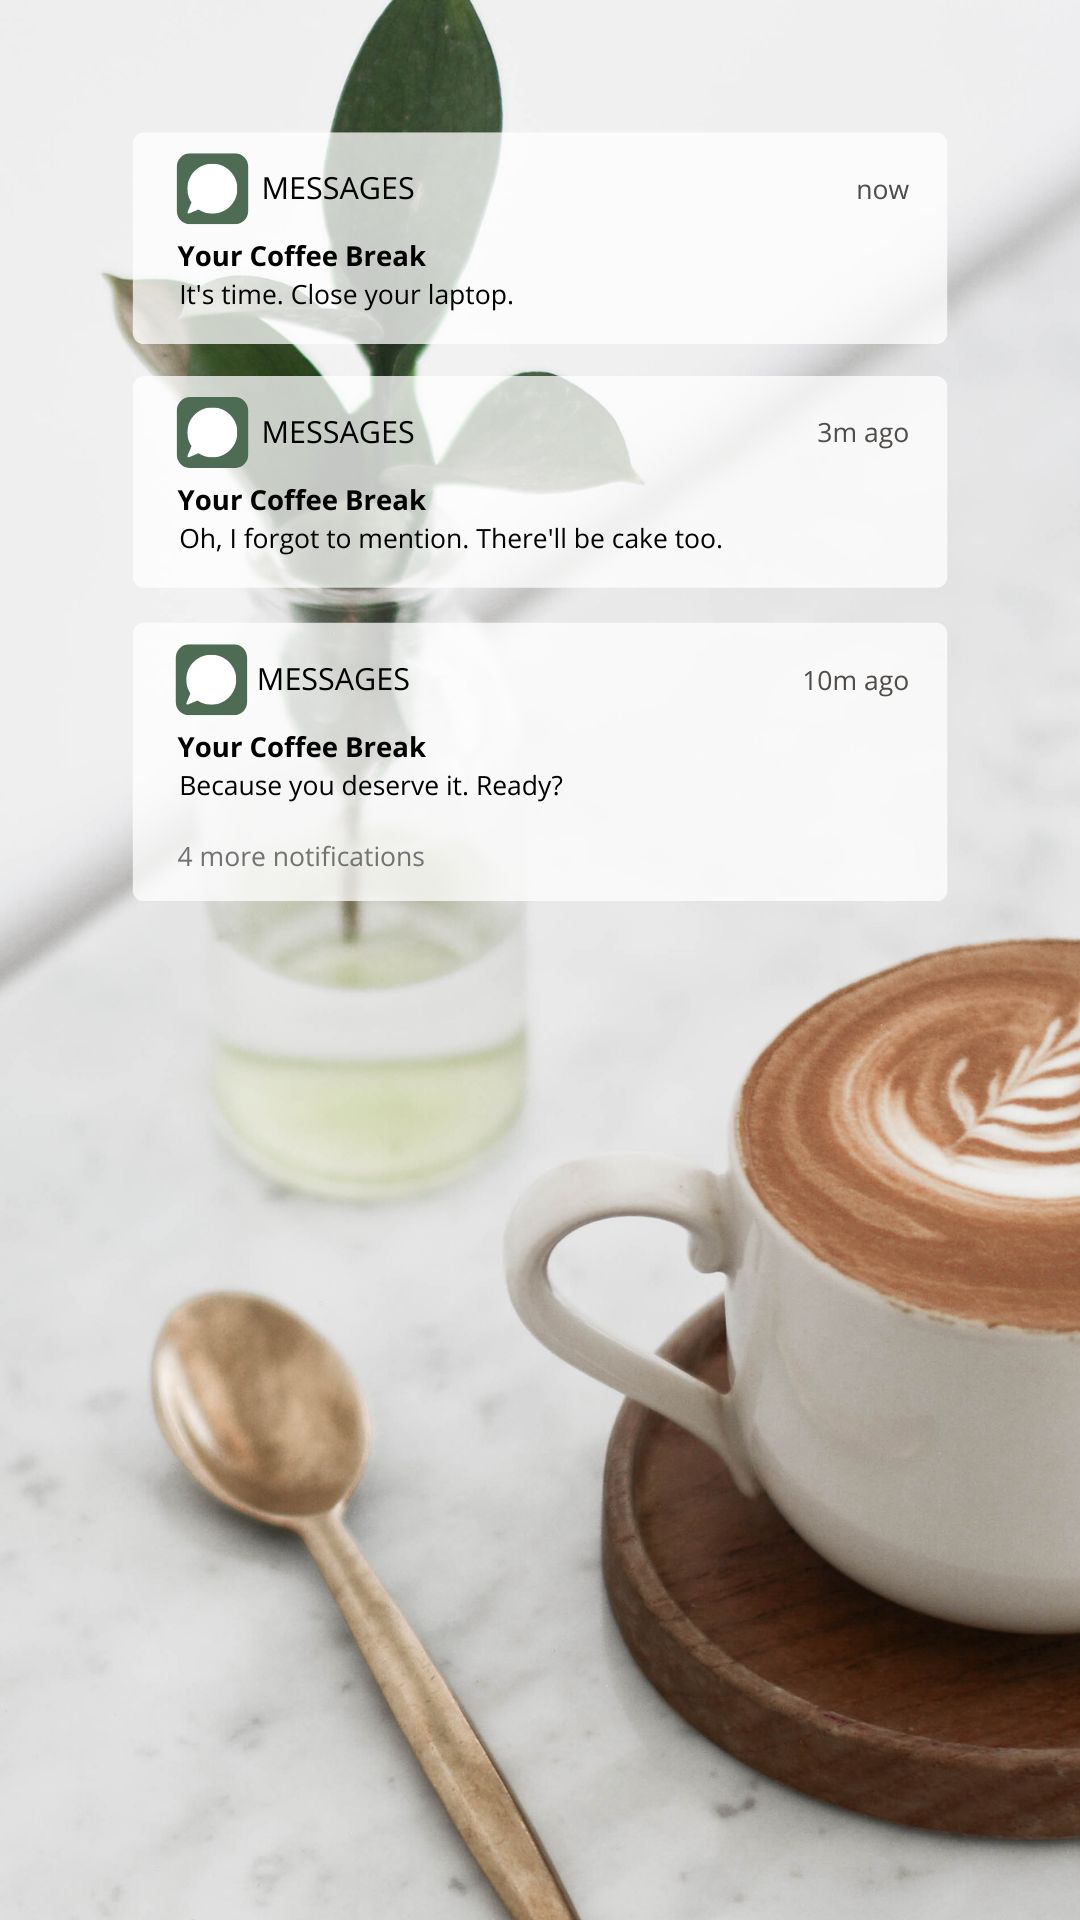 MESSAGES
now
Your Coffee Break
It's time. Close your laptop.
MESSAGES
3m ago
Your Coffee Break
Oh, I forgot to mention. There'll be cake too.
MESSAGES
10m ago
Your Coffee Break
Because you deserve it. Ready?
4 more notifications